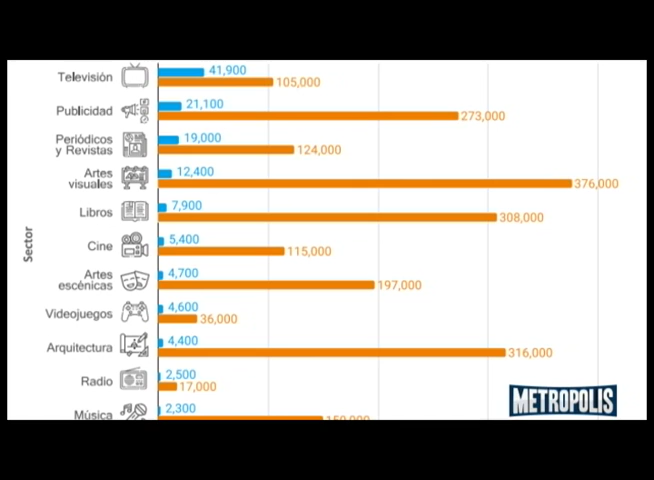 Televisión
41,900
105,000
Publicidad
21,100
273,000
Periódicos
y Revistas
19,000
124,000
Artes
visuales
12,400
376,000
Libros
7,900
308,000
Sector
Cine
5,400
115,000
Artes
escénicas
4,700
197,000
Videojuegos
4,600
36,000
Arquitectura
4,400
316,000
Radio
2,500
17,000
Música
2,300
METROPOLIS